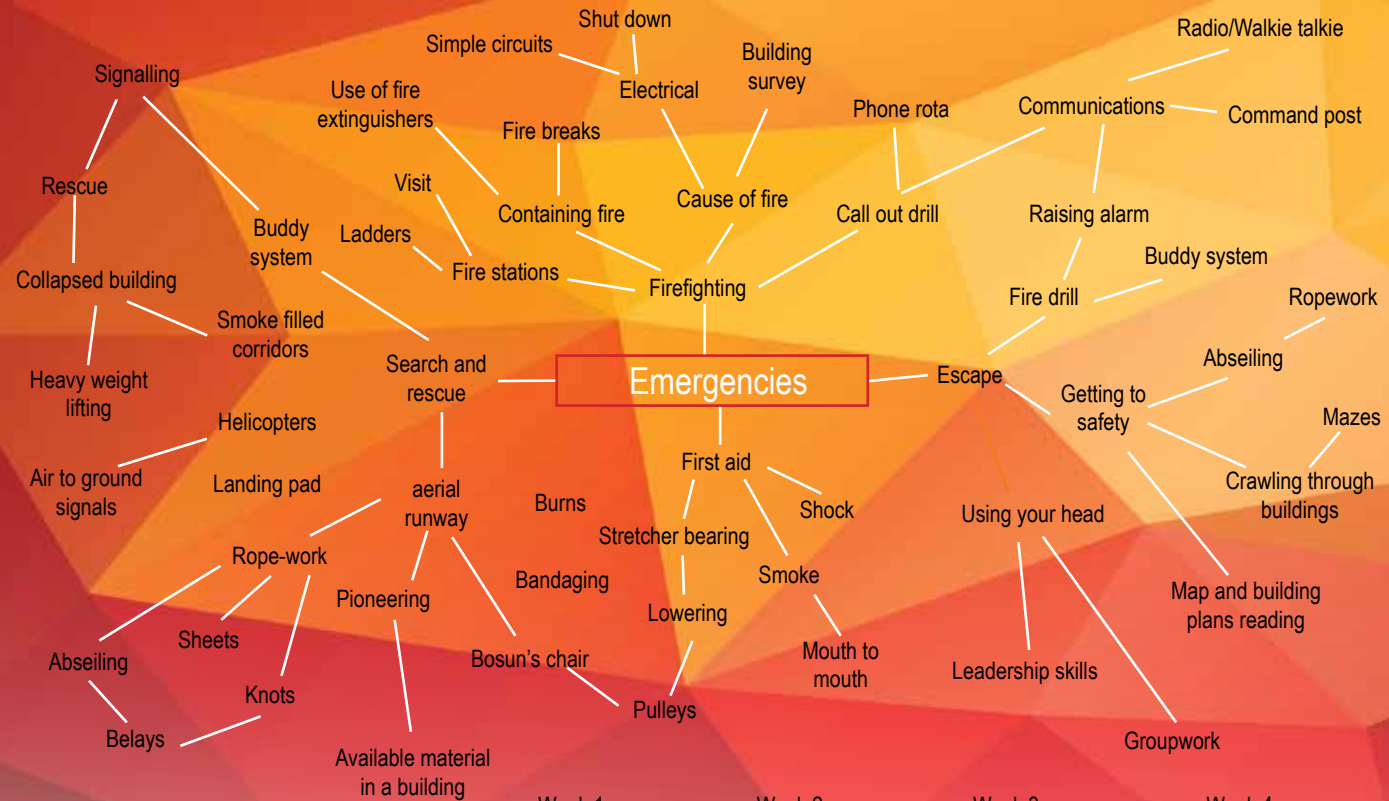 Shut down
Radio/Walkie talkie
Simple circuits
Building
survey
Signalling
Use of fire
extinguishers
Electrical
Phone rota
Communications
Command post
Fire breaks
Rescue
Visit
Containing fire
Cause of fire
Call out drill
Raising alarm
Buddy
system
Ladders
Fire stations
Firefighting
Buddy system
Collapsed building
Fire drill
Ropework
Smoke filled
corridors
Search and
rescue
Emergencies
Escape
Abseiling
Heavy weight
lifting
Getting to
safety
Helicopters
Mazes
Air to ground
signals
Landing pad
aerial
runway
First aid
Burns
Shock
Crawling through
buildings
Stretcher bearing
Using your head
Rope-work
Bandaging
Smoke
Pioneering
Lowering
Map and building
plans reading
Sheets
Abseiling
Bosun's chair
Mouth to
mouth
Leadership skills
Knots
Pulleys
Belays
Groupwork
Available material
in a building